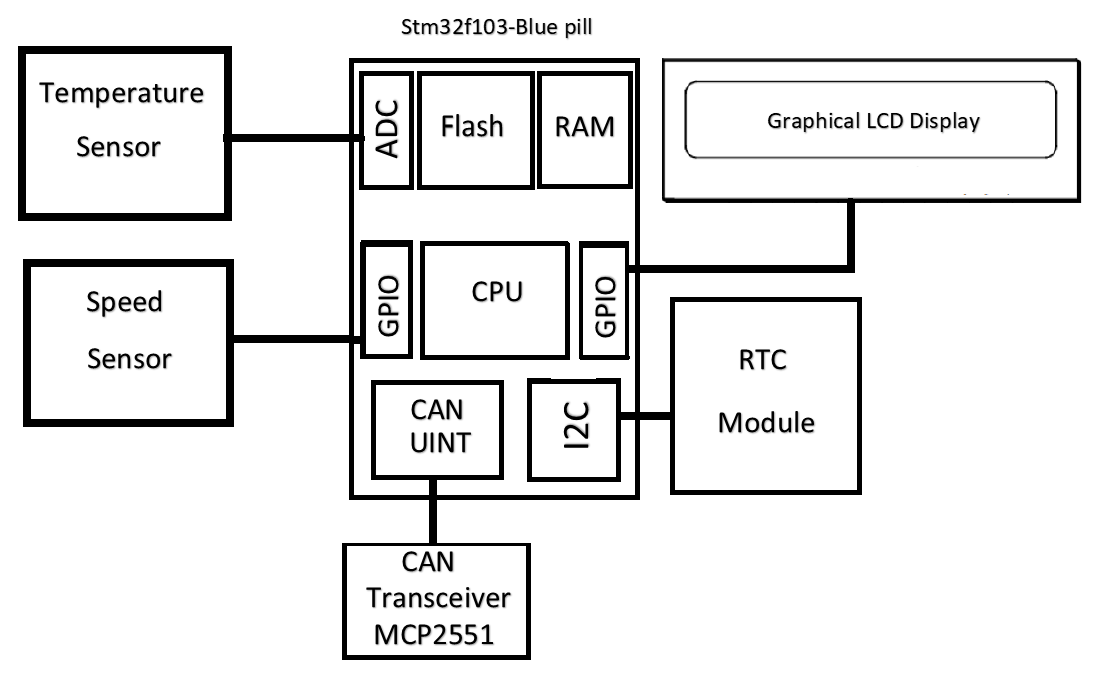 Stm32f103-Blue pill
Temperature
Sensor
ADC
Flash
RAM
Graphical LCD Display
Speed
Sensor
GPIO
CPU
GPIO
RTC
Module
CAN
UINT
I2C
CAN
Transceiver
MCP2551